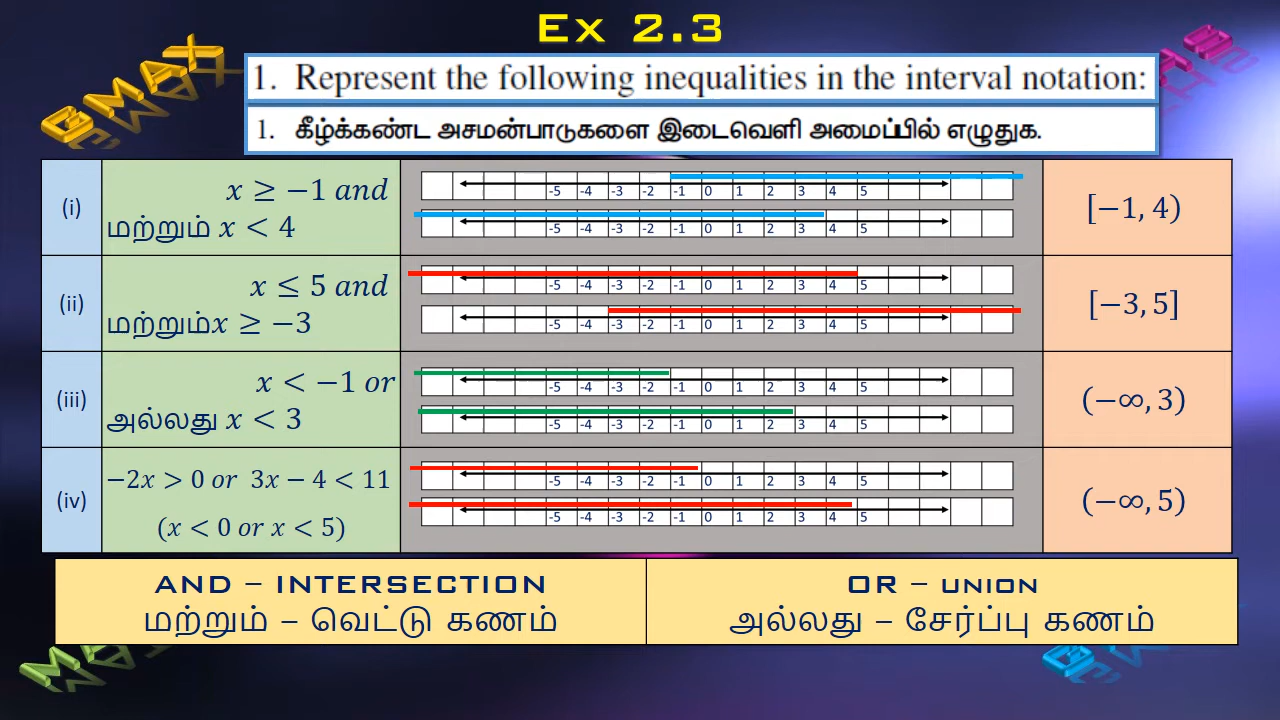 Ex 2.3
BMAX
1. Represent the following inequalities in the interval notation:
1. கீழ்க்கண்ட அசமன்பாடுகளை இடைவெளி அமைப்பில் எழுதுக.
(i)
x ≥ −1 and
மற்றும் x < 4
-5 -4 -3 -2 -1 0 1 2 3 4 5
-5 -4 -3 -2 -1 0 1 2 3 4 5
[−1, 4)
(ii)
x ≤ 5 and
மற்றும்x ≥ −3
-5 -4 -3 -2 -1 0 1 2 3 4 5
-5 -4 -3 -2 -1 0 1 2 3 4 5
[−3, 5]
(iii)
x < −1 or
அல்லது x < 3
-5 -4 -3 -2 -1 0 1 2 3 4 5
-5 -4 -3 -2 -1 0 1 2 3 4 5
(−∞, 3)
(iv)
−2x > 0 or 3x − 4 < 11
(x < 0 or x < 5)
-5 -4 -3 -2 -1 0 1 2 3 4 5
-5 -4 -3 -2 -1 0 1 2 3 4 5
(−∞, 5)
AND – INTERSECTION
மற்றும் – வெட்டு கணம்
OR – UNION
அல்லது – சேர்ப்பு கணம்